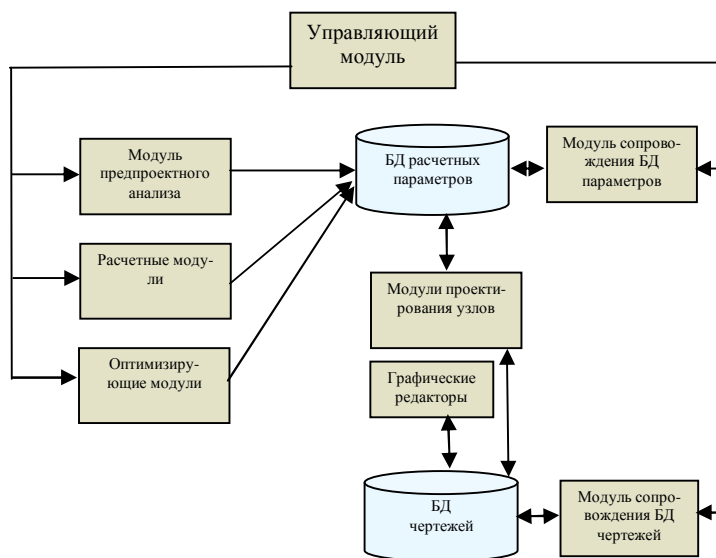 Управляющий
модуль
Модуль
предпроектного
анализа
БД расчетных
параметров
Модуль сопрово-
ждения БД
параметров
Расчетные моду-
ли
Модули проекти-
рования узлов
Оптимизирую-
ющие модули
Графические
редакторы
БД
чертежей
Модуль сопро-
вождения БД
чертежей